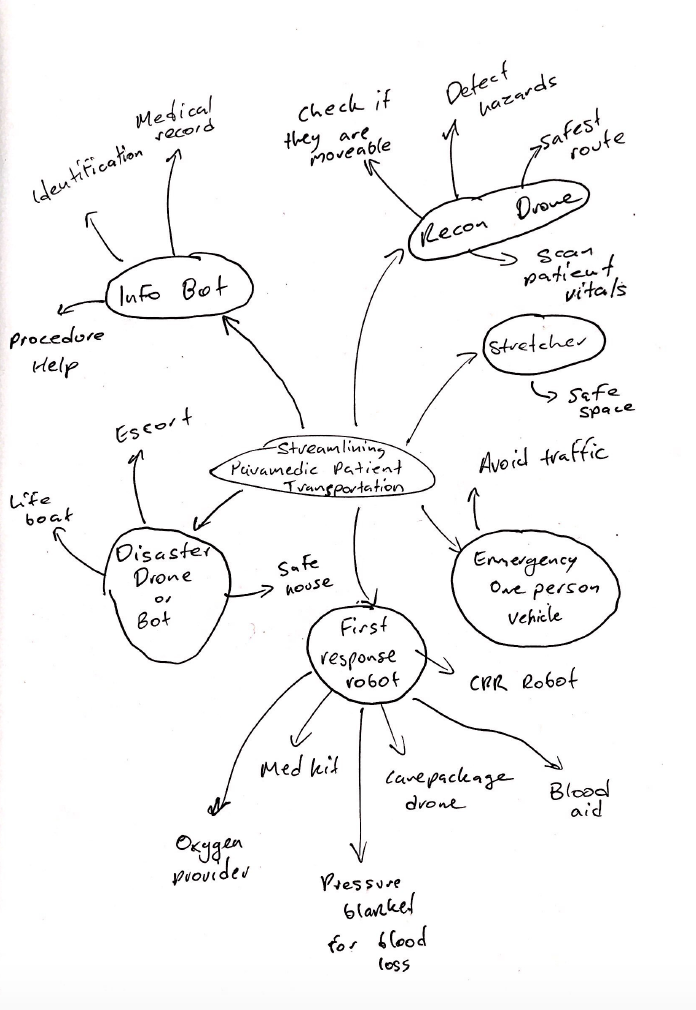 Medical
record
Identification
Info Bot
Procedure
Help
Check if
they are
moveable
Detect
hazards
safest
route
Recon Drone
Scan
patient
vitals
Stretcher
Safe
space
Streamlining
Paramedic Patient
Transportation
Escort
Life
boat
Disaster
Drone
or
Bot
Safe
house
Avoid traffic
Emergency
One person
vehicle
First
response
robot
CPR Robot
Med kit
Carepackage
drone
Blood
aid
Oxygen
provider
Pressure
blanket
for blood
loss